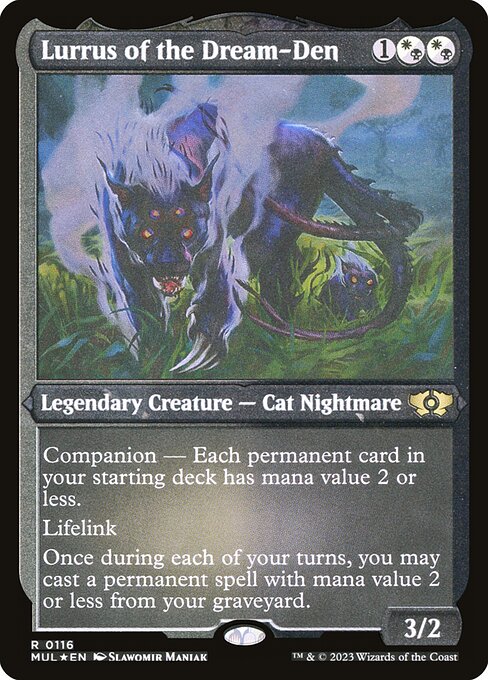 Lurrus of the Dream-Den 1
Legendary Creature — Cat Nightmare
Companion — Each permanent card in
your starting deck has mana value 2 or
less.
Lifelink
Once during each of your turns, you may
cast a permanent spell with mana value 2
or less from your graveyard.
3/2
R 0116
MUL★EN Slawomir Maniak
™ & © 2023 Wizards of the Coast